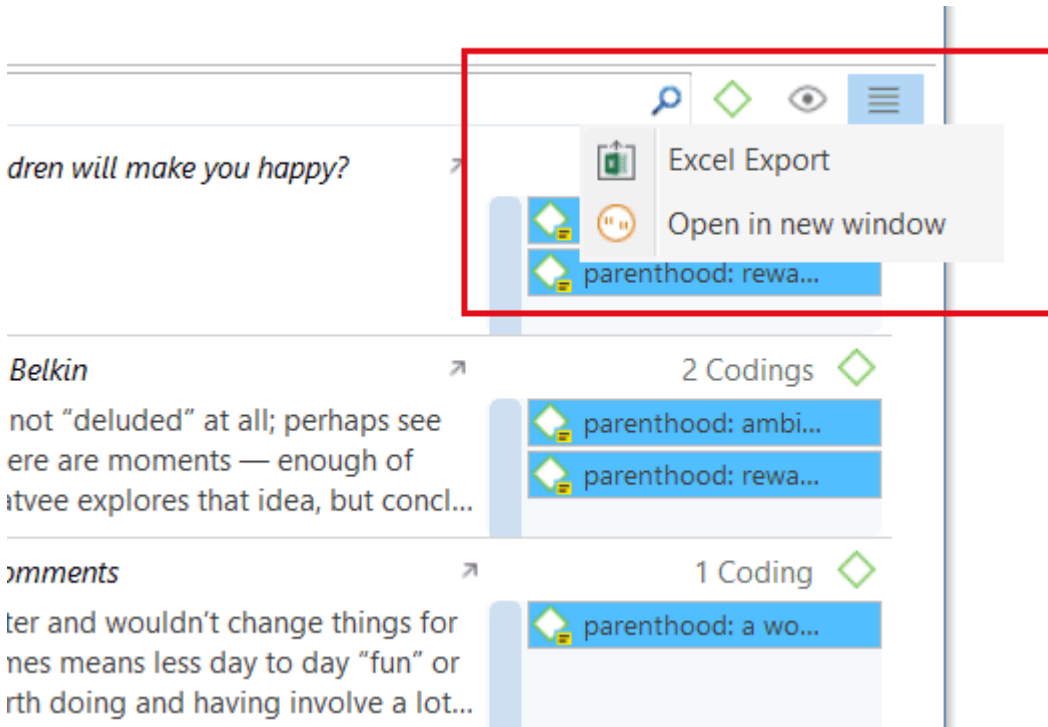 dren will make you happy?
Excel Export
Open in new window
parenthood: rewa...
Belkin
2 Codings
not “deluded” at all; perhaps see
ere are moments — enough of
atvee explores that idea, but concl...
parenthood: ambi...
parenthood: rewa...
omments
1 Coding
ter and wouldn’t change things for
mes means less day to day “fun” or
rth doing and having involve a lot...
parenthood: a wo...